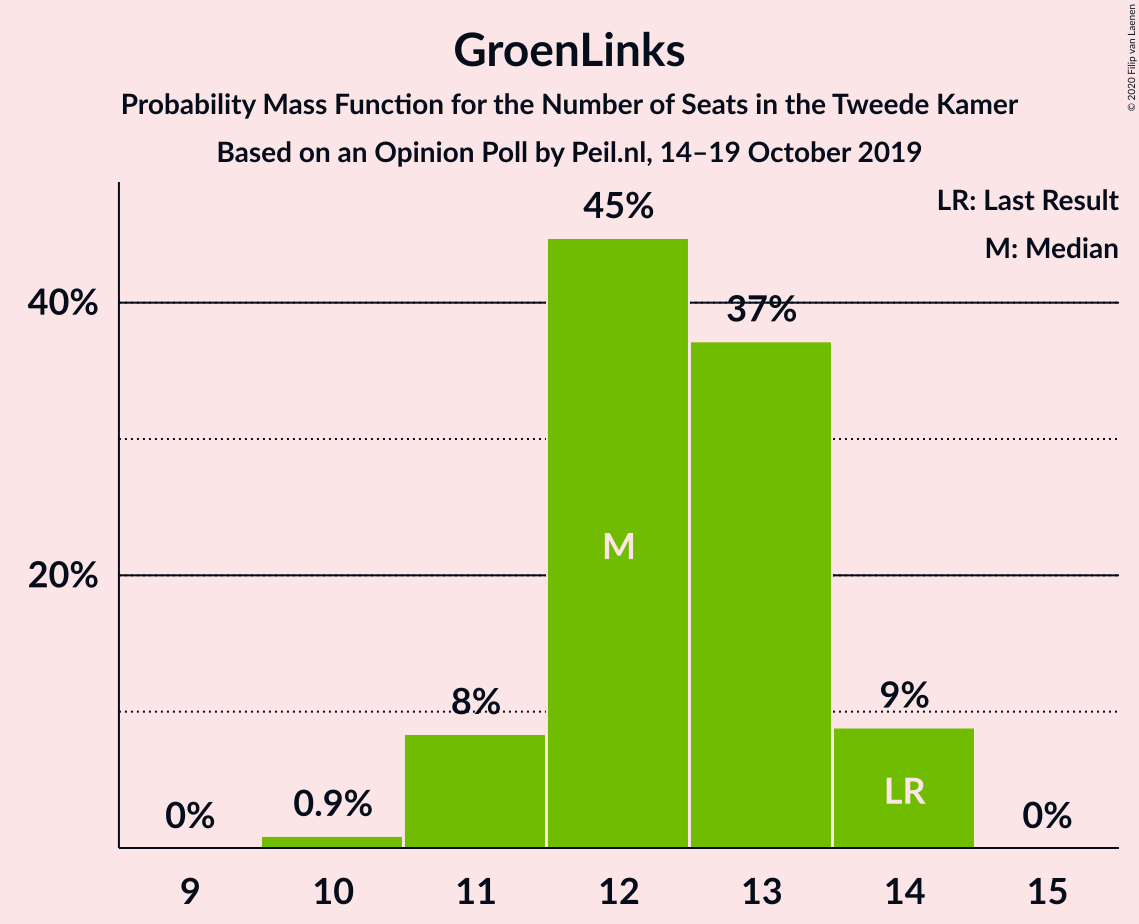 GroenLinks
Probability Mass Function for the Number of Seats in the Tweede Kamer
Based on an Opinion Poll by Peil.nl, 14–19 October 2019
© 2020 Filip van Laenen
LR: Last Result
M: Median
45%
40%
37%
M
20%
8%
9%
LR
0%
0.9%
0%
9 10 11 12 13 14 15